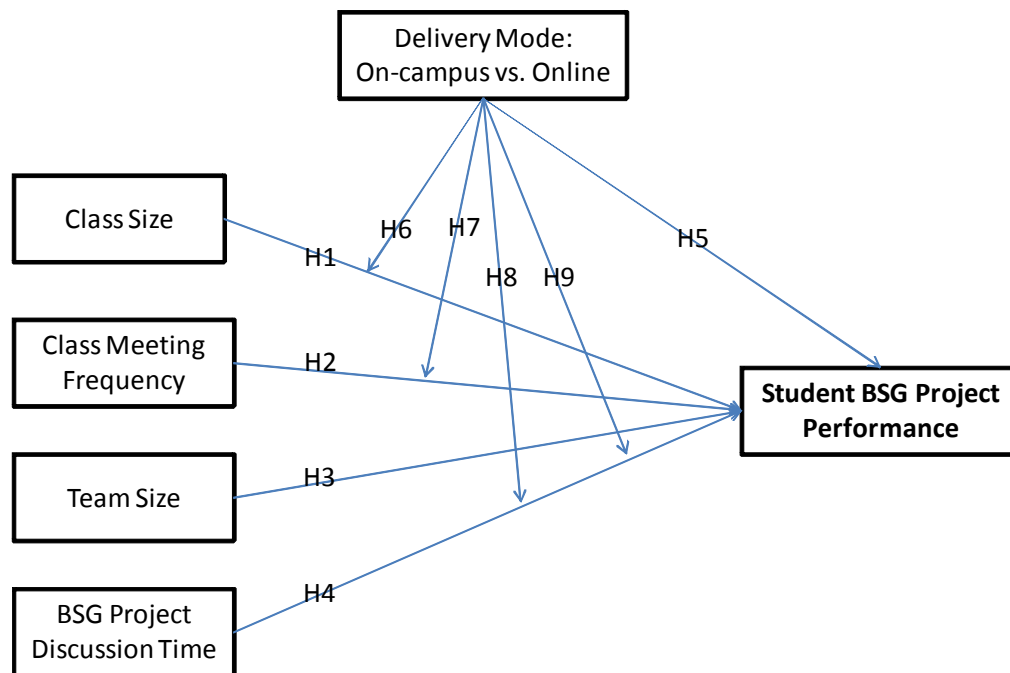 Delivery Mode:
On-campus vs. Online
Class Size
H6
H7
H5
H1
H8
H9
Class Meeting
Frequency
H2
Student BSG Project
Performance
Team Size
H3
BSG Project
Discussion Time
H4